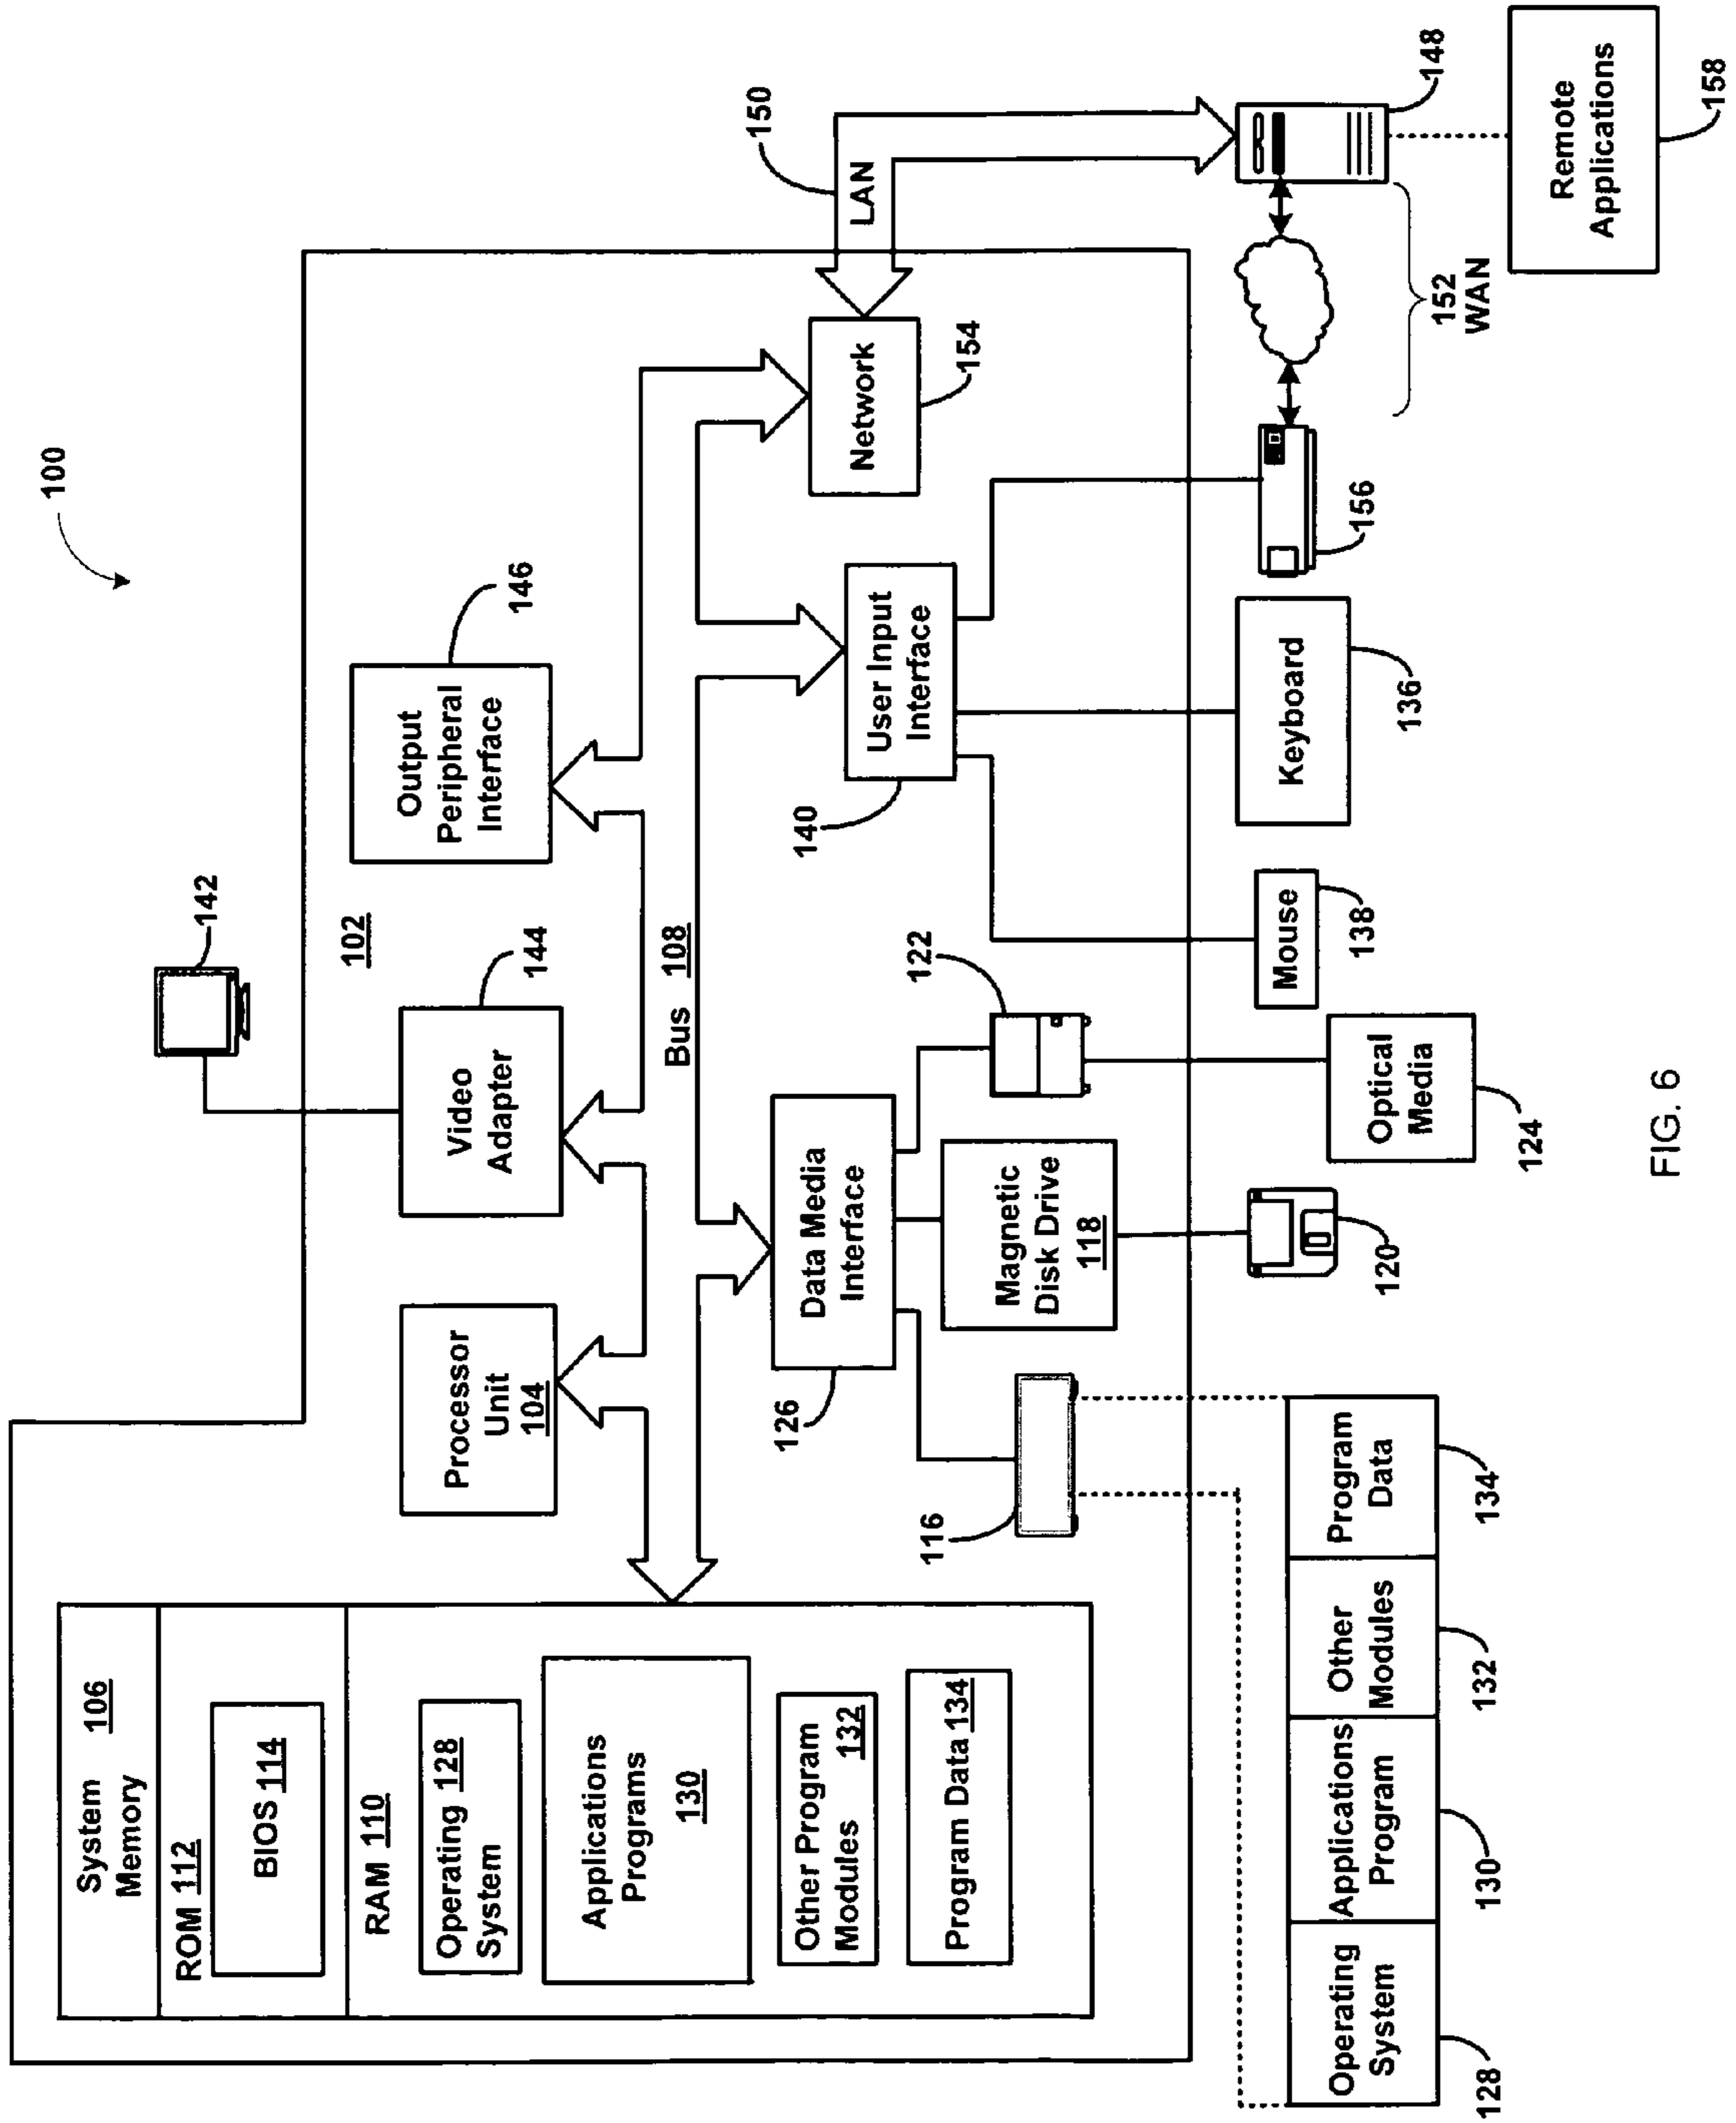 100
142
System 106
Memory
ROM 112
BIOS 114
RAM 110
Operating 128
System
Applications
Programs
130
Other Program
Modules 132
Program Data 134
Processor
Unit
104
Video
Adapter
144
102
Output
Peripheral
Interface
146
Bus 108
Data Media
Interface
126
116
Magnetic
Disk Drive
118
122
User Input
Interface
140
Network
154
LAN
150
Operating
System
128
Applications
Program
130
Other
Modules
132
Program
Data
134
120
Optical
Media
124
Mouse
138
Keyboard
136
156
152
WAN
148
Remote
Applications
158
FIG. 6